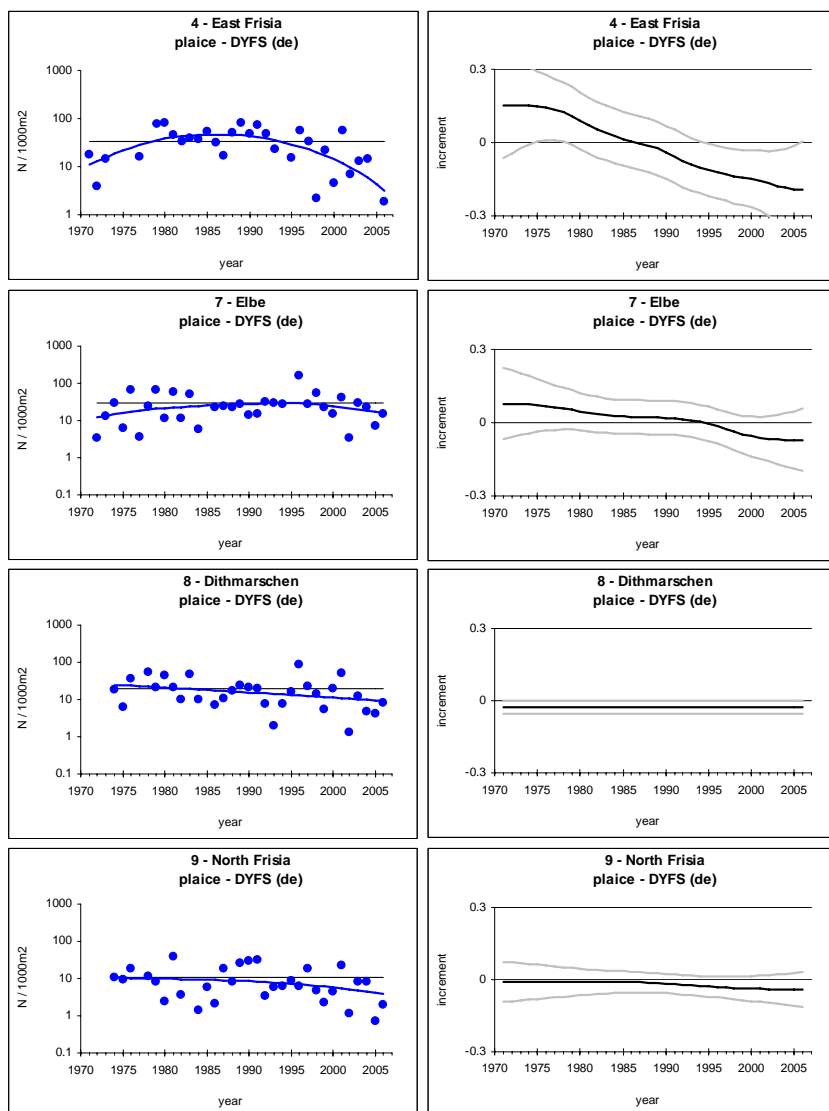 4 - East Frisia
plaice - DYFS (de)
N / 1000m2
1000
100
10
1
1970 1975 1980 1985 1990 1995 2000 2005
year
4 - East Frisia
plaice - DYFS (de)
increment
0.3
0
-0.3
1970 1975 1980 1985 1990 1995 2000 2005
year
7 - Elbe
plaice - DYFS (de)
N / 1000m2
1000
100
10
1
0.1
1970 1975 1980 1985 1990 1995 2000 2005
year
7 - Elbe
plaice - DYFS (de)
increment
0.3
0
-0.3
1970 1975 1980 1985 1990 1995 2000 2005
year
8 - Dithmarschen
plaice - DYFS (de)
N / 1000m2
1000
100
10
1
0.1
1970 1975 1980 1985 1990 1995 2000 2005
year
8 - Dithmarschen
plaice - DYFS (de)
increment
0.3
0
-0.3
1970 1975 1980 1985 1990 1995 2000 2005
year
9 - North Frisia
plaice - DYFS (de)
N / 1000m2
1000
100
10
1
0.1
1970 1975 1980 1985 1990 1995 2000 2005
year
9 - North Frisia
plaice - DYFS (de)
increment
0.3
0
-0.3
1970 1975 1980 1985 1990 1995 2000 2005
year